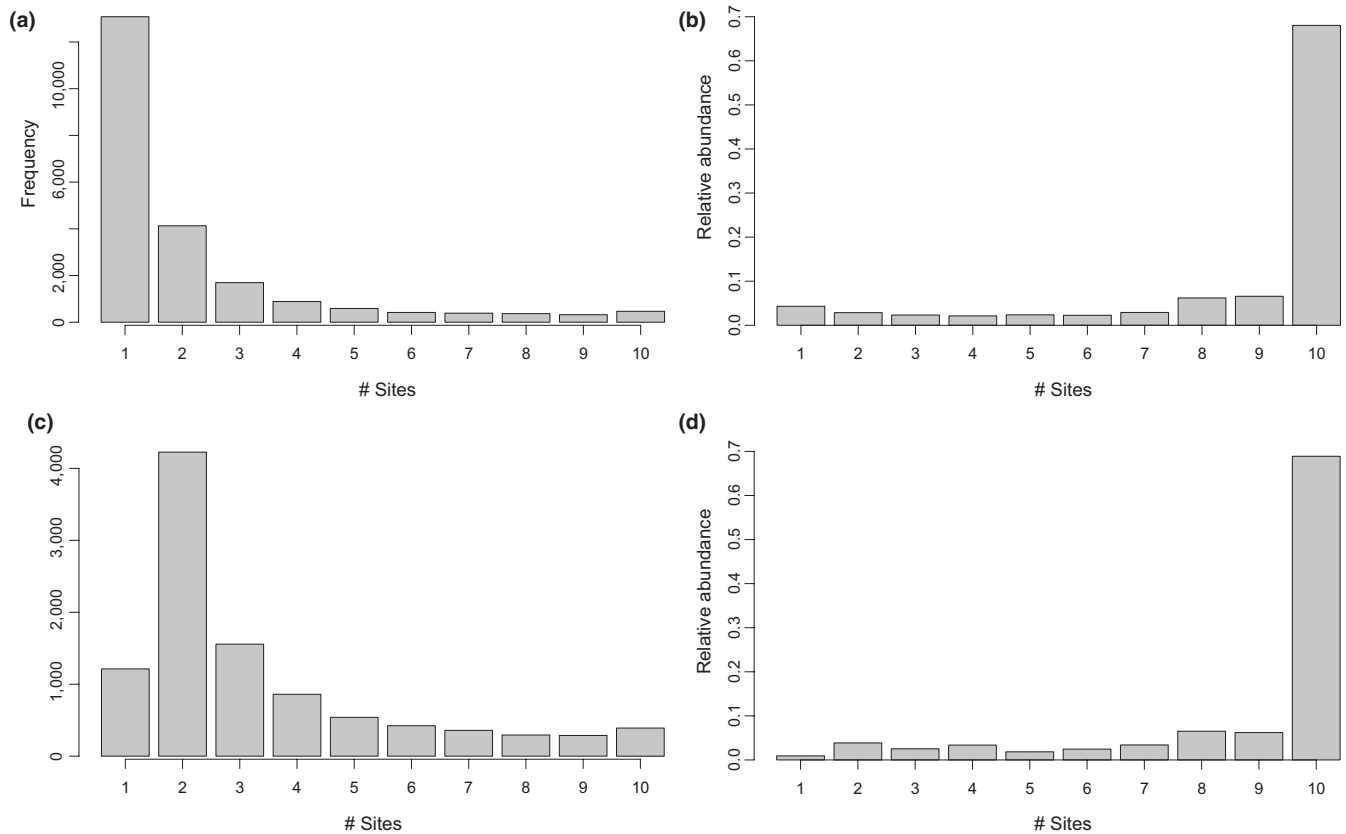 (a)
Frequency
0
2,000
6,000
10,000
1 2 3 4 5 6 7 8 9 10
# Sites
(b)
Relative abundance
0.0 0.1 0.2 0.3 0.4 0.5 0.6 0.7
1 2 3 4 5 6 7 8 9 10
# Sites
(c)
0 1,000 2,000 3,000 4,000
1 2 3 4 5 6 7 8 9 10
# Sites
(d)
Relative abundance
0.0 0.1 0.2 0.3 0.4 0.5 0.6 0.7
1 2 3 4 5 6 7 8 9 10
# Sites